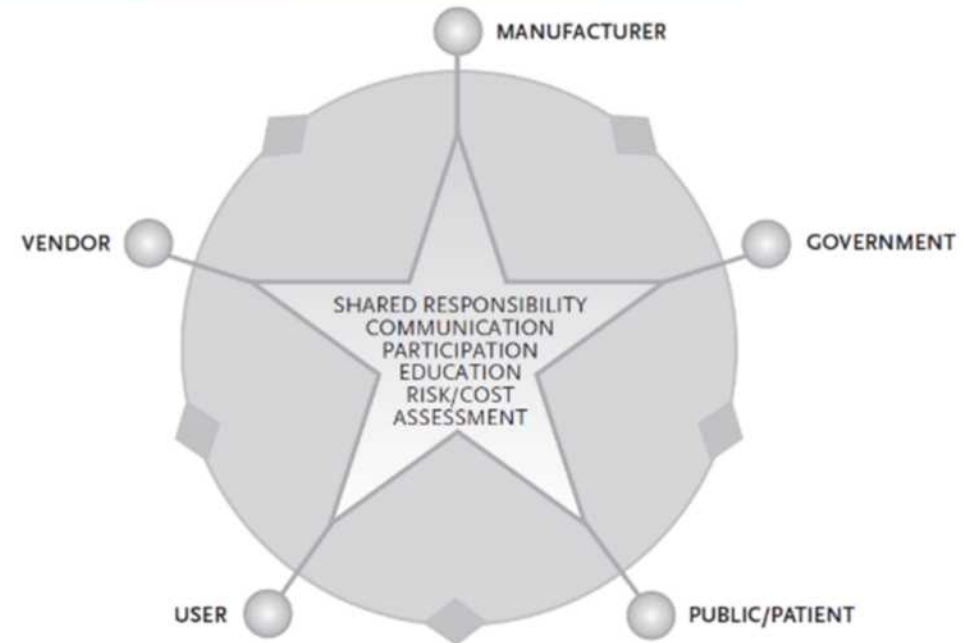 MANUFACTURER
VENDOR
GOVERNMENT
SHARED RESPONSIBILITY
COMMUNICATION
PARTICIPATION
EDUCATION
RISK/COST
ASSESSMENT
USER
PUBLIC/PATIENT